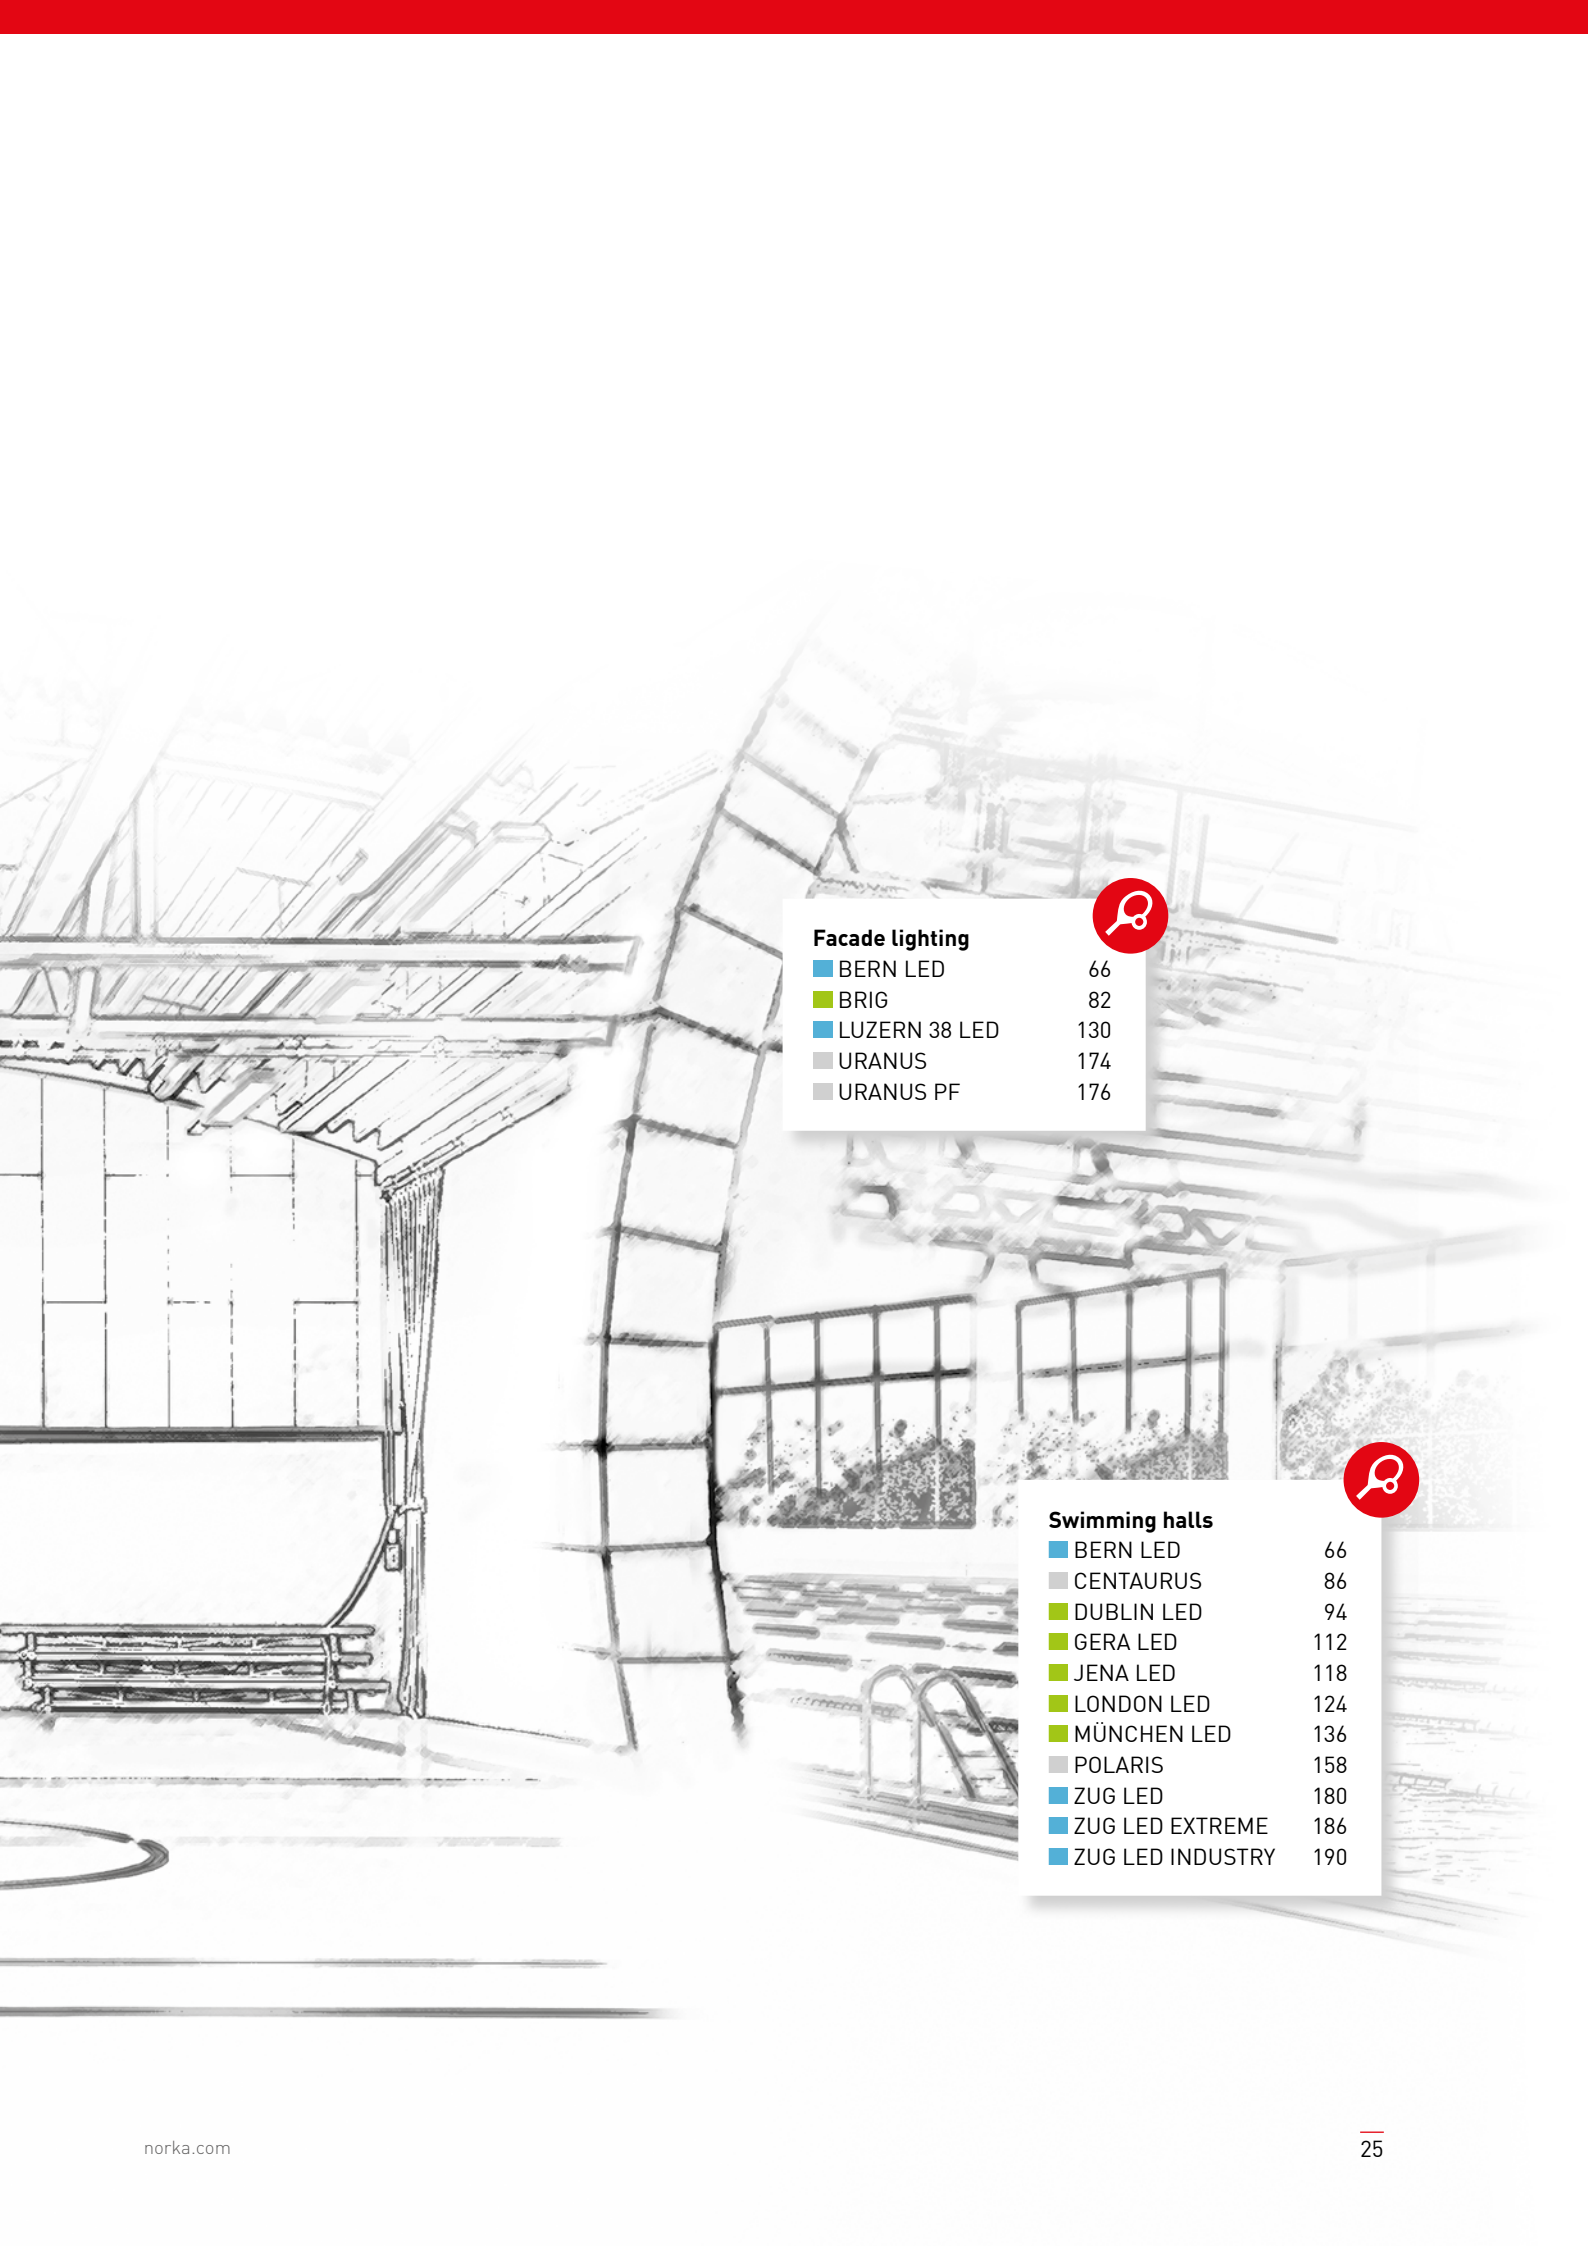 Facade lighting
BERN LED 66
BRIG 82
LUZERN 38 LED 130
URANUS 174
URANUS PF 176
Swimming halls
BERN LED 66
CENTAURUS 86
DUBLIN LED 94
GERA LED 112
JENA LED 118
LONDON LED 124
MÜNCHEN LED 136
POLARIS 158
ZUG LED 180
ZUG LED EXTREME 186
ZUG LED INDUSTRY 190
norka.com
25